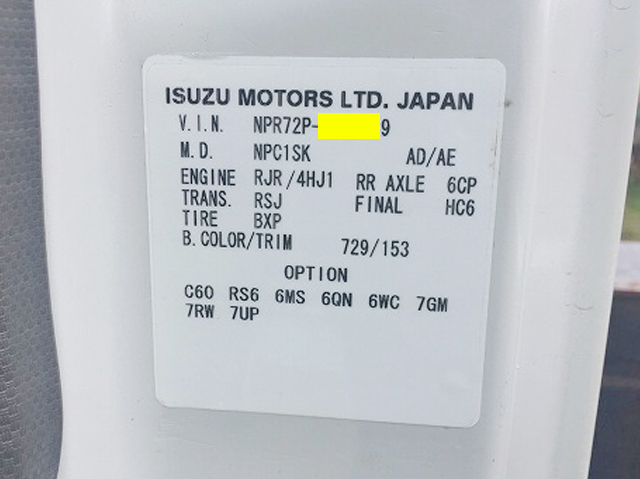 ISUZU MOTORS LTD. JAPAN
V.I.N. NPR72P- 9
M.D. NPC1SK AD/AE
ENGINE RJR/4HJ1 RR AXLE 6CP
TRANS. RSJ FINAL HC6
TIRE BXP
B.COLOR/TRIM 729/153
OPTION
C60 RS6 6MS 6QN 6WC 7GM
7RW 7UP